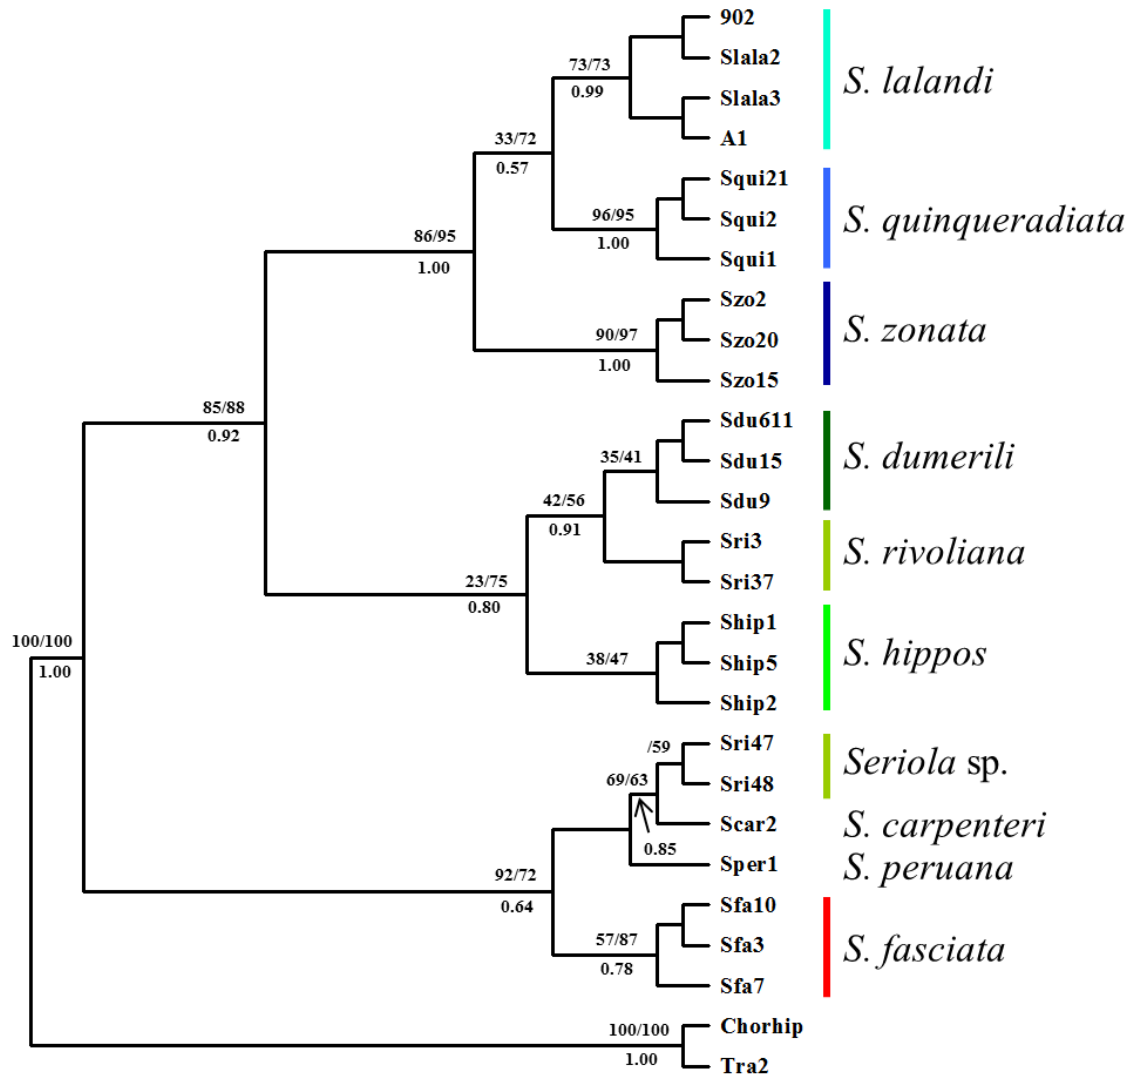 902
73/73
Slala2
0.99
S. lalandi
Slala3
33/72
A1
0.57
Squi21
96/95
Squi2
S. quinqueradiata
86/95
1.00
Squi1
1.00
Szo2
90/97
Szo20
S. zonata
1.00
Szo15
85/88
0.92
Sdu611
35/41
Sdu15
S. dumerili
42/56
Sdu9
0.91
Sri3
S. rivoliana
23/75
Sri37
0.80
Ship1
100/100
38/47
Ship5
S. hippos
1.00
Ship2
/59
Sri47
Seriola sp.
69/63
Sri48
Scar2
S. carpenteri
0.85
Sper1
S. peruana
92/72
0.64
Sfa10
57/87
Sfa3
S. fasciata
0.78
Sfa7
100/100
Chorhip
1.00
Tra2